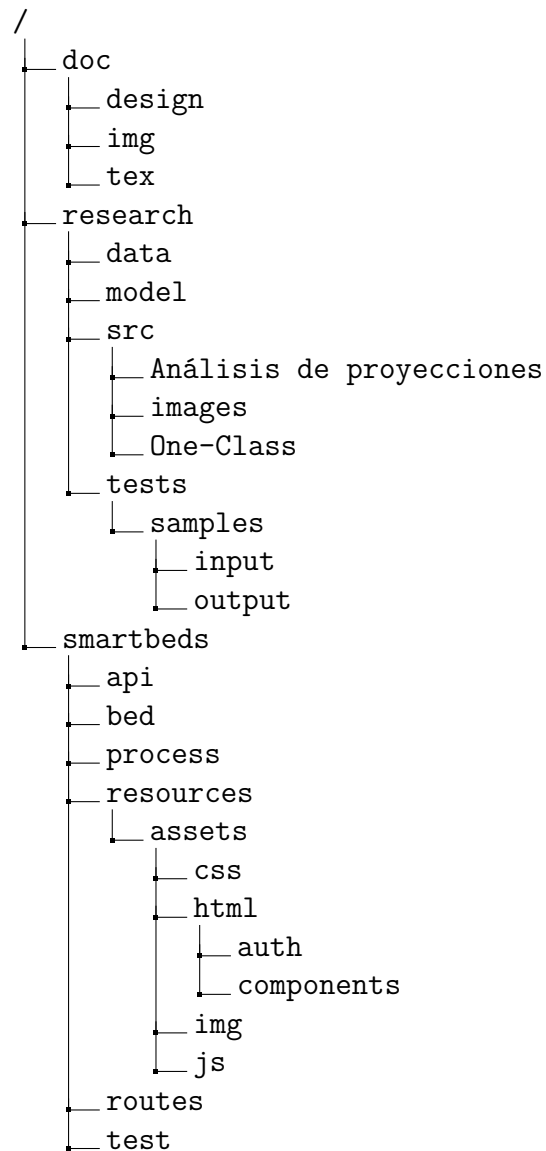 /
doc
design
img
tex
research
data
model
src
Análisis de proyecciones
images
One-Class
tests
samples
input
output
smartbeds
api
bed
process
resources
assets
css
html
auth
components
img
js
routes
test